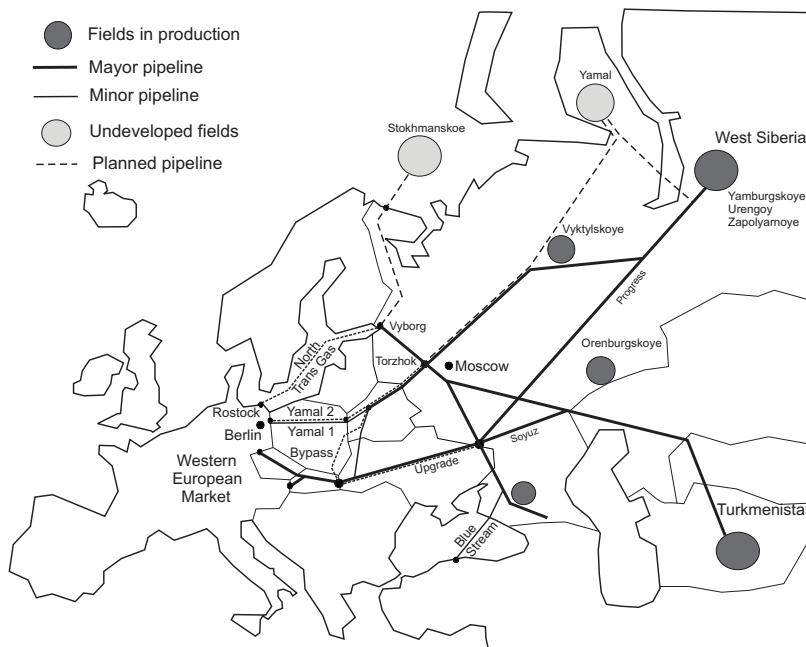 Fields in production
Mayor pipeline
Minor pipeline
Undeveloped fields
Planned pipeline
Yamal
Stokhmanskoe
West Siberia
Yamburgskoye
Urengoy
Zapolyarnoye
Vyktylskoye
Progress
Vyborg
North
Trans Gas
Torzhok
Moscow
Orenburgskoye
Rostock
Yamal 2
Berlin
Yamal 1
Bypass
Western
European
Market
Upgrade
Soyuz
Blue
Stream
Turkmenistan